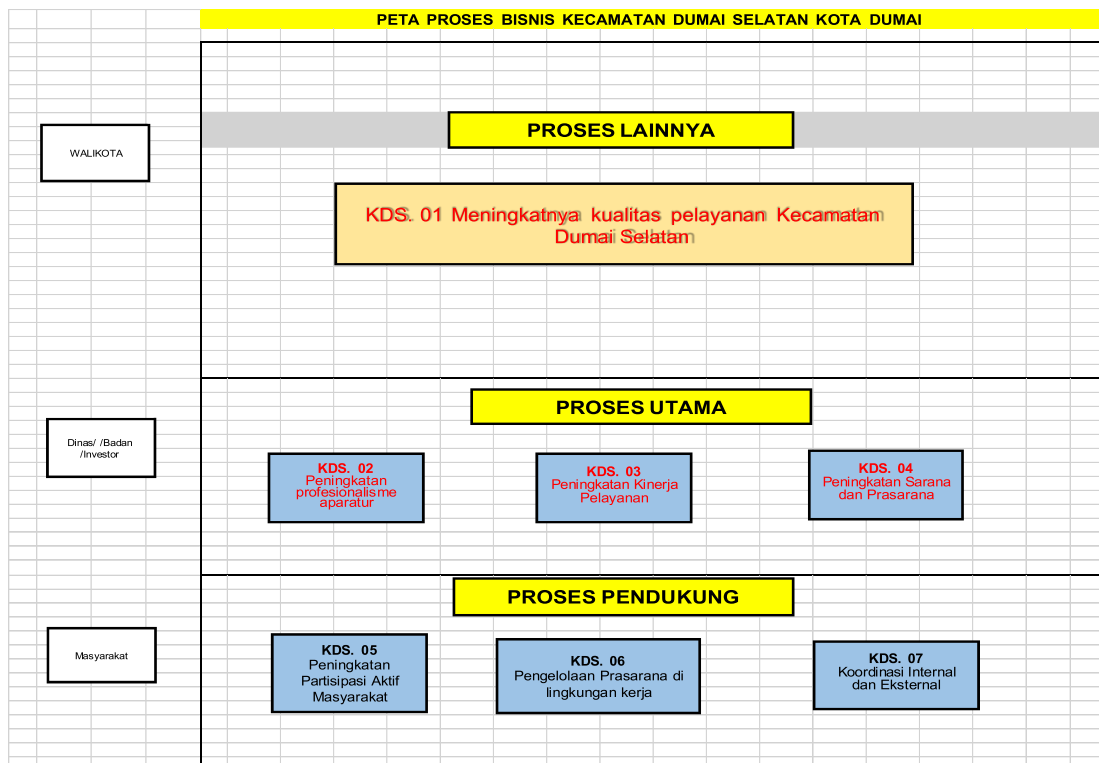 PETA PROSES BISNIS KECAMATAN DUMAI SELATAN KOTA DUMAI
WALIKOTA
PROSES LAINNYA
KDS. 01 Meningkatnya kualitas pelayanan Kecamatan
Dumai Selatan
PROSES UTAMA
Dinas/ /Badan
/Investor
KDS. 02
Peningkatan
profesionalisme
aparatur
KDS. 03
Peningkatan Kinerja
Pelayanan
KDS. 04
Peningkatan Sarana
dan Prasarana
PROSES PENDUKUNG
Masyarakat
KDS. 05
Peningkatan
Partisipasi Aktif
Masyarakat
KDS. 06
Pengelolaan Prasarana di
lingkungan kerja
KDS. 07
Koordinasi Internal
dan Eksternal